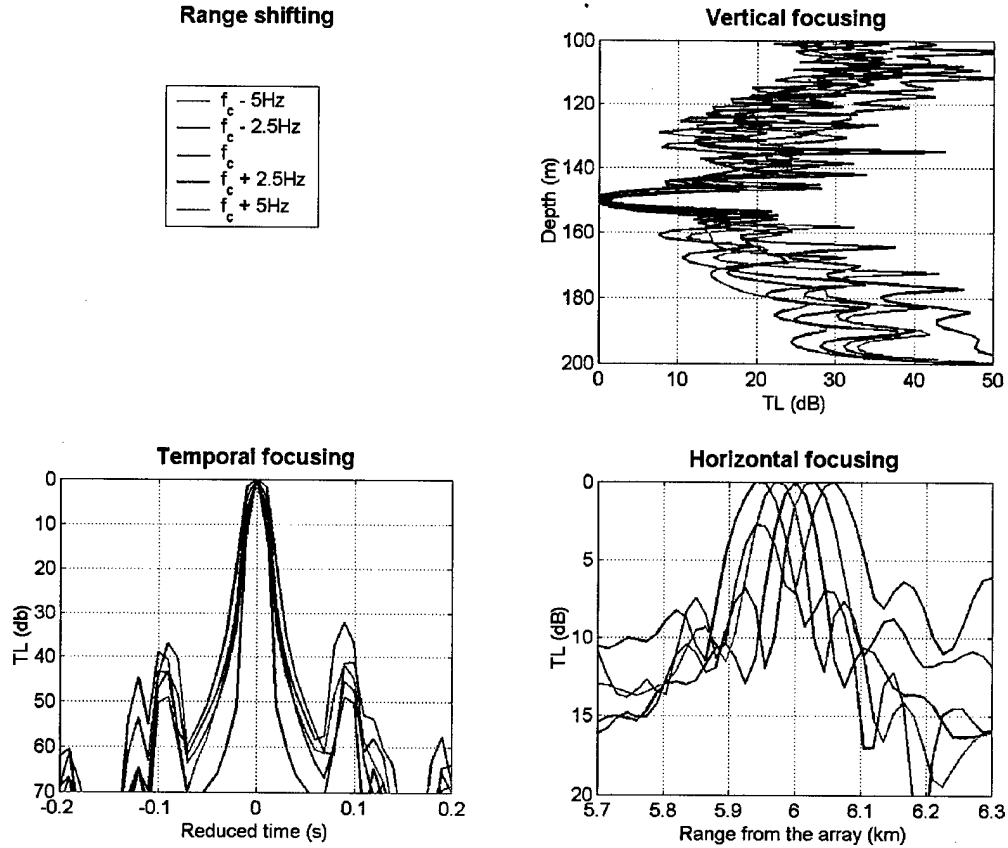 Range shifting
f_c - 5Hz
f_c - 2.5Hz
f_c
f_c + 2.5Hz
f_c + 5Hz
Vertical focusing
100
120
140
160
180
200
Depth (m)
0 10 20 30 40 50
TL (dB)
Temporal focusing
0
10
20
30
40
50
60
70
TL (db)
-0.2 -0.1 0 0.1 0.2
Reduced time (s)
Horizontal focusing
0
5
10
15
20
TL (dB)
5.7 5.8 5.9 6 6.1 6.2 6.3
Range from the array (km)